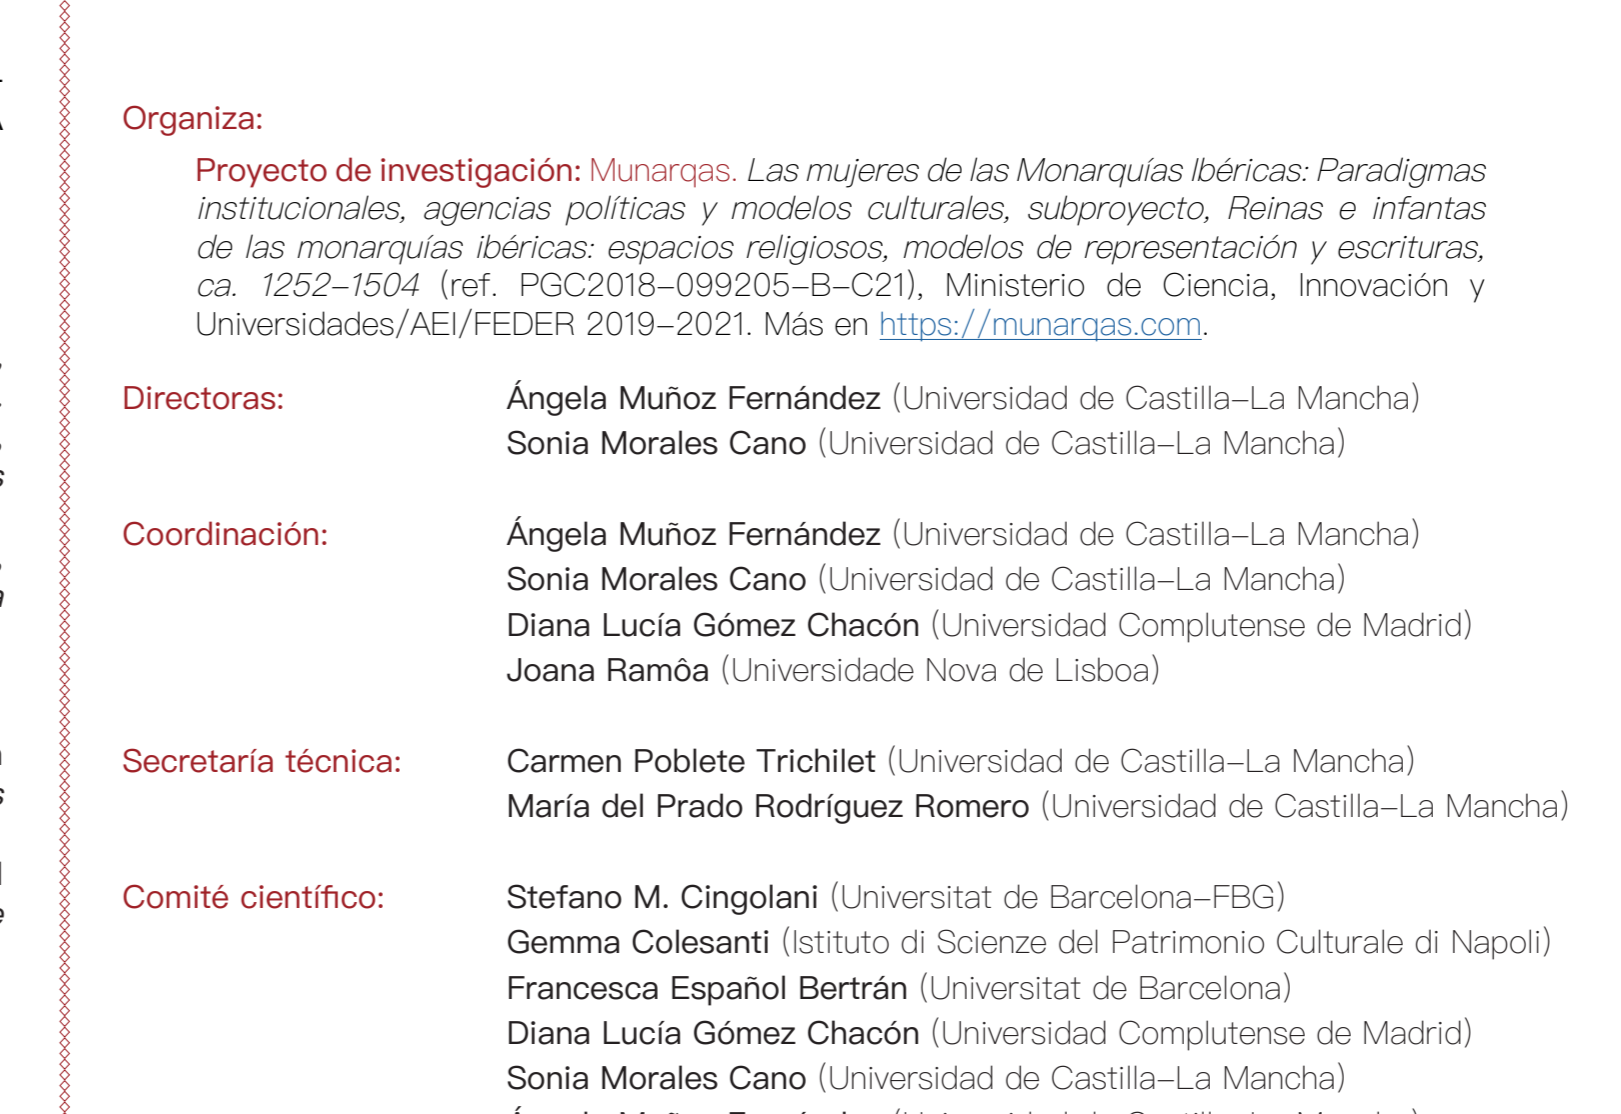 Organiza:
Proyecto de investigación: Munarqas. Las mujeres de las Monarquías Ibéricas: Paradigmas
institucionales, agencias políticas y modelos culturales, subproyecto, Reinas e infantas
de las monarquías ibéricas: espacios religiosos, modelos de representación y escrituras,
ca. 1252–1504 (ref. PGC2018–099205–B–C21), Ministerio de Ciencia, Innovación y
Universidades/AEI/FEDER 2019–2021. Más en https://munarqas.com.
Directoras: Ángela Muñoz Fernández (Universidad de Castilla–La Mancha)
Sonia Morales Cano (Universidad de Castilla–La Mancha)
Coordinación: Ángela Muñoz Fernández (Universidad de Castilla–La Mancha)
Sonia Morales Cano (Universidad de Castilla–La Mancha)
Diana Lucía Gómez Chacón (Universidad Complutense de Madrid)
Joana Ramôa (Universidade Nova de Lisboa)
Secretaría técnica: Carmen Poblete Trichilet (Universidad de Castilla–La Mancha)
María del Prado Rodríguez Romero (Universidad de Castilla–La Mancha)
Comité científico: Stefano M. Cingolani (Universitat de Barcelona–FBG)
Gemma Colesanti (Istituto di Scienze del Patrimonio Culturale di Napoli)
Francesca Español Bertrán (Universitat de Barcelona)
Diana Lucía Gómez Chacón (Universidad Complutense de Madrid)
Sonia Morales Cano (Universidad de Castilla–La Mancha)